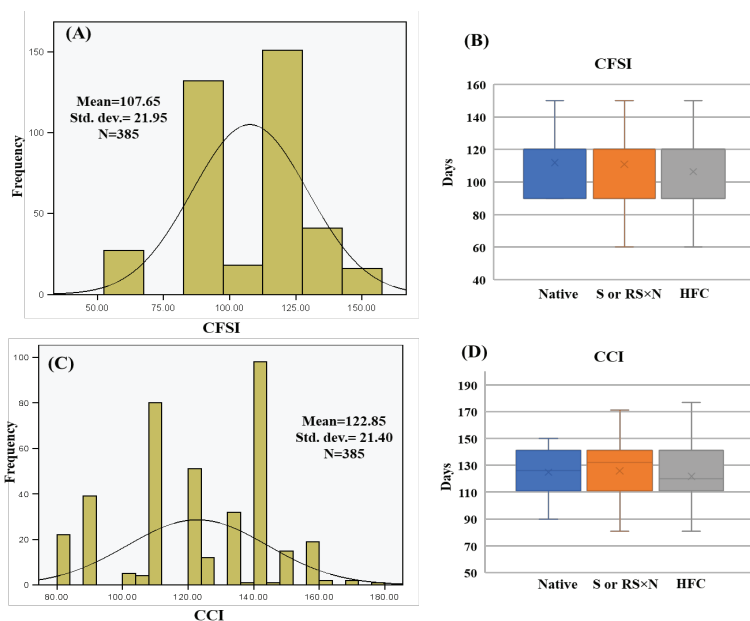 (A)
Mean=107.65
Std. dev.= 21.95
N=385
Frequency
150
100
50
0
50.00 75.00 100.00 125.00 150.00
CFSI
(B)
CFSI
Days
160
140
120
100
80
60
40
Native S or RS×N HFC
(C)
Mean=122.85
Std. dev.= 21.40
N=385
Frequency
100
80
60
40
20
0
80.00 100.00 120.00 140.00 160.00 180.00
CCI
(D)
CCI
Days
190
170
150
130
110
90
70
50
Native S or RS×N HFC